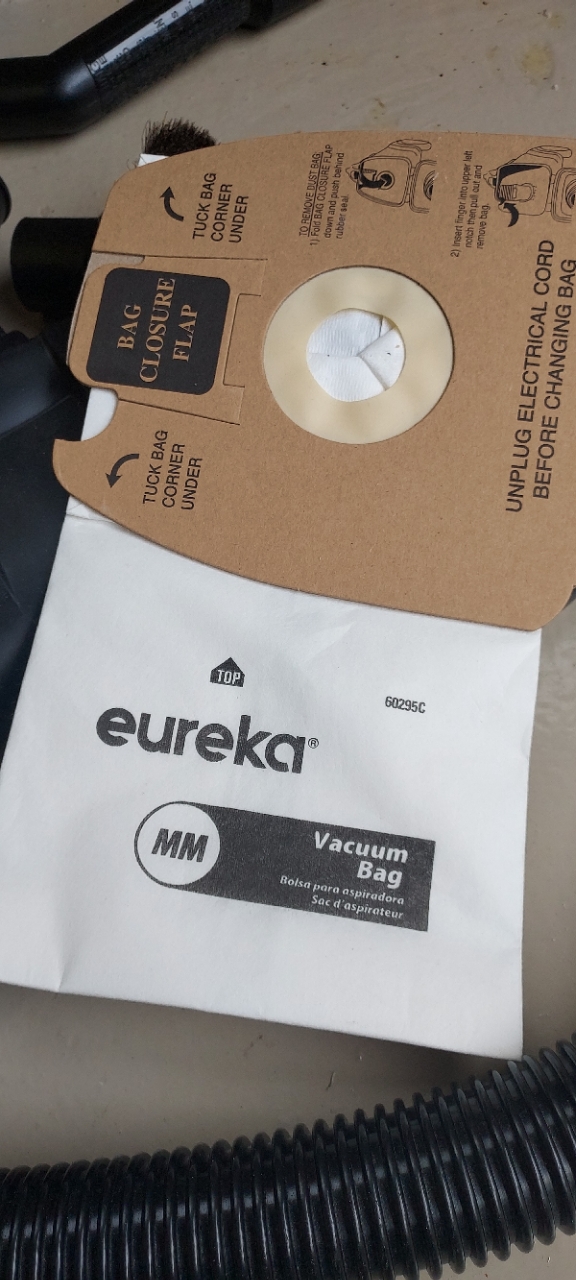 TUCK BAG
CORNER
UNDER
BAG
CLOSURE
FLAP
TUCK BAG
CORNER
UNDER
TO REMOVE DUST BAG,
1) Fold BAG CLOSURE FLAP
down and push behind
rubber seal.
2) Insert finger into upper left
notch then pull out and
remove bag.
UNPLUG ELECTRICAL CORD
BEFORE CHANGING BAG
TOP
60295C
eureka®
MM
Vacuum
Bag
Bolsa para aspiradora
Sac d'aspirateur